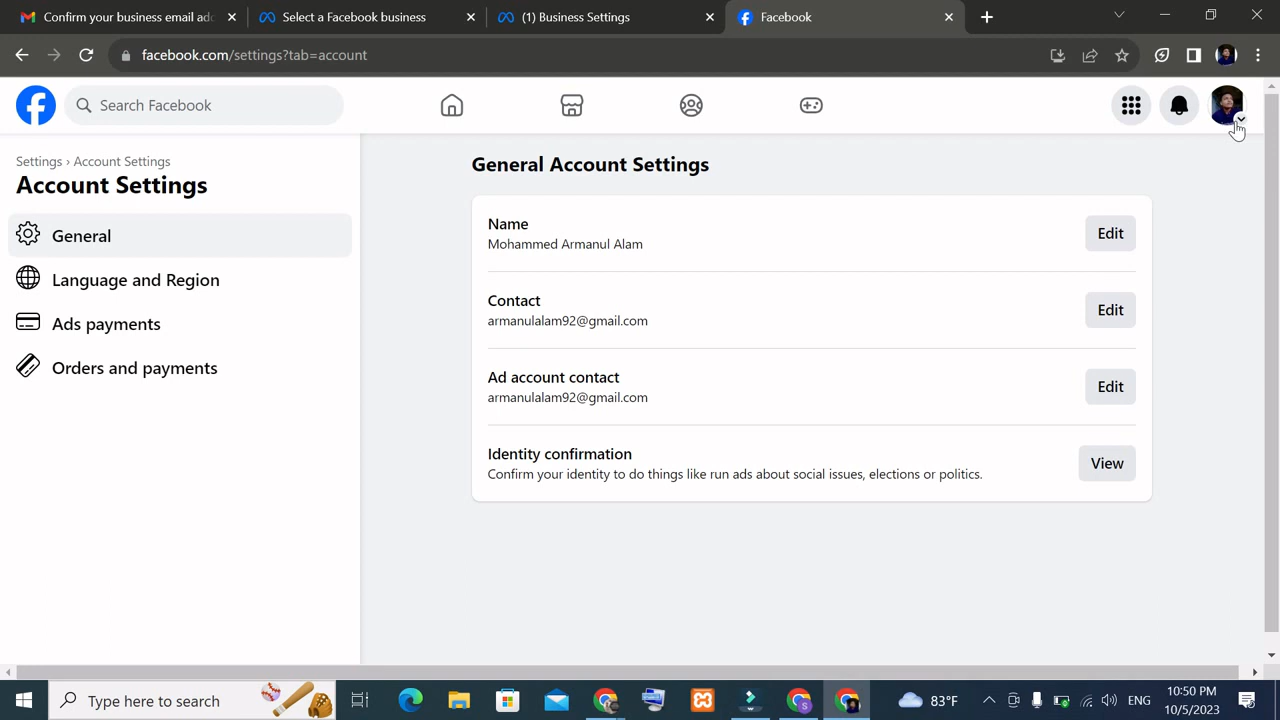 Confirm your business email add
Select a Facebook business
(1) Business Settings
Facebook
facebook.com/settings?tab=account
Search Facebook
Settings › Account Settings
Account Settings
General
Language and Region
Ads payments
Orders and payments
General Account Settings
Name
Mohammed Armanul Alam
Edit
Contact
armanulalam92@gmail.com
Edit
Ad account contact
armanulalam92@gmail.com
Edit
Identity confirmation
Confirm your identity to do things like run ads about social issues, elections or politics.
View
Type here to search
83°F
ENG
10:50 PM
10/5/2023